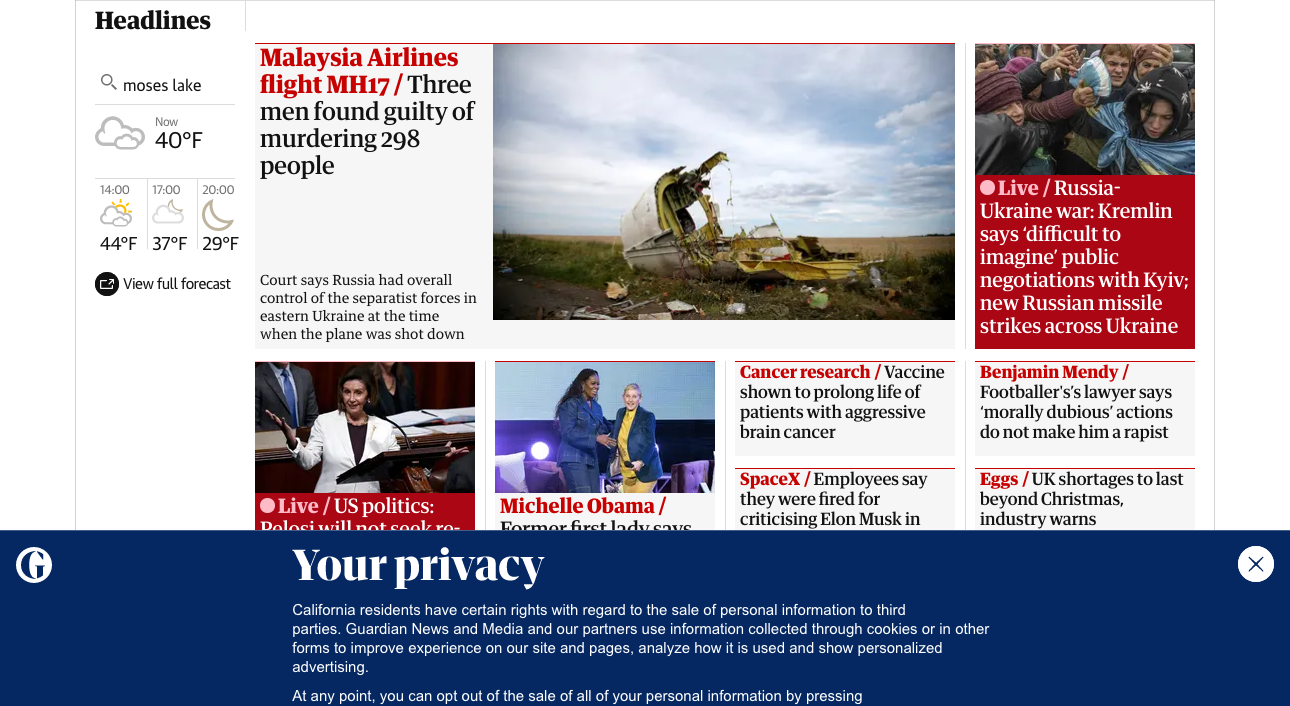 Headlines
moses lake
Now
40°F
14:00
17:00
20:00
44°F
37°F
29°F
View full forecast
Malaysia Airlines
flight MH17 / Three
men found guilty of
murdering 298
people
Court says Russia had overall
control of the separatist forces in
eastern Ukraine at the time
when the plane was shot down
Live / Russia-
Ukraine war: Kremlin
says ‘difficult to
imagine’ public
negotiations with Kyiv;
new Russian missile
strikes across Ukraine
Live / US politics:
Pelosi will not seek re-
Michelle Obama /
Former first lady says
Cancer research / Vaccine
shown to prolong life of
patients with aggressive
brain cancer
SpaceX / Employees say
they were fired for
criticising Elon Musk in
Benjamin Mendy /
Footballer's’s lawyer says
‘morally dubious’ actions
do not make him a rapist
Eggs / UK shortages to last
beyond Christmas,
industry warns
Your privacy
California residents have certain rights with regard to the sale of personal information to third
parties. Guardian News and Media and our partners use information collected through cookies or in other
forms to improve experience on our site and pages, analyze how it is used and show personalized
advertising.
At any point, you can opt out of the sale of all of your personal information by pressing